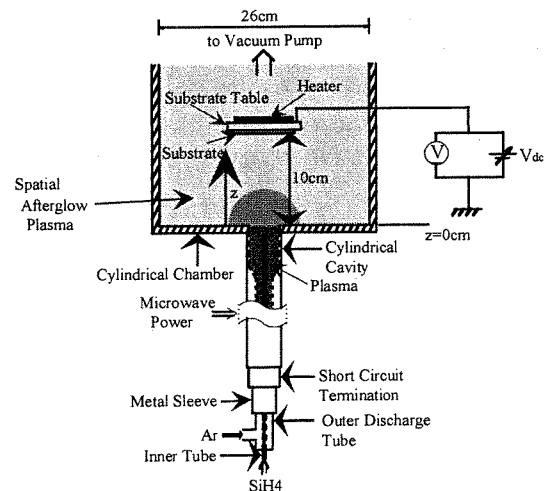 26cm
to Vacuum Pump
Heater
Substrate Table
Substrate
V
Vdc
10cm
Spatial
Afterglow
Plasma
z
z=0cm
Cylindrical
Cavity
Cylindrical Chamber
Plasma
Microwave
Power
Short Circuit
Termination
Metal Sleeve
Outer Discharge
Tube
Ar
Inner Tube
SiH4